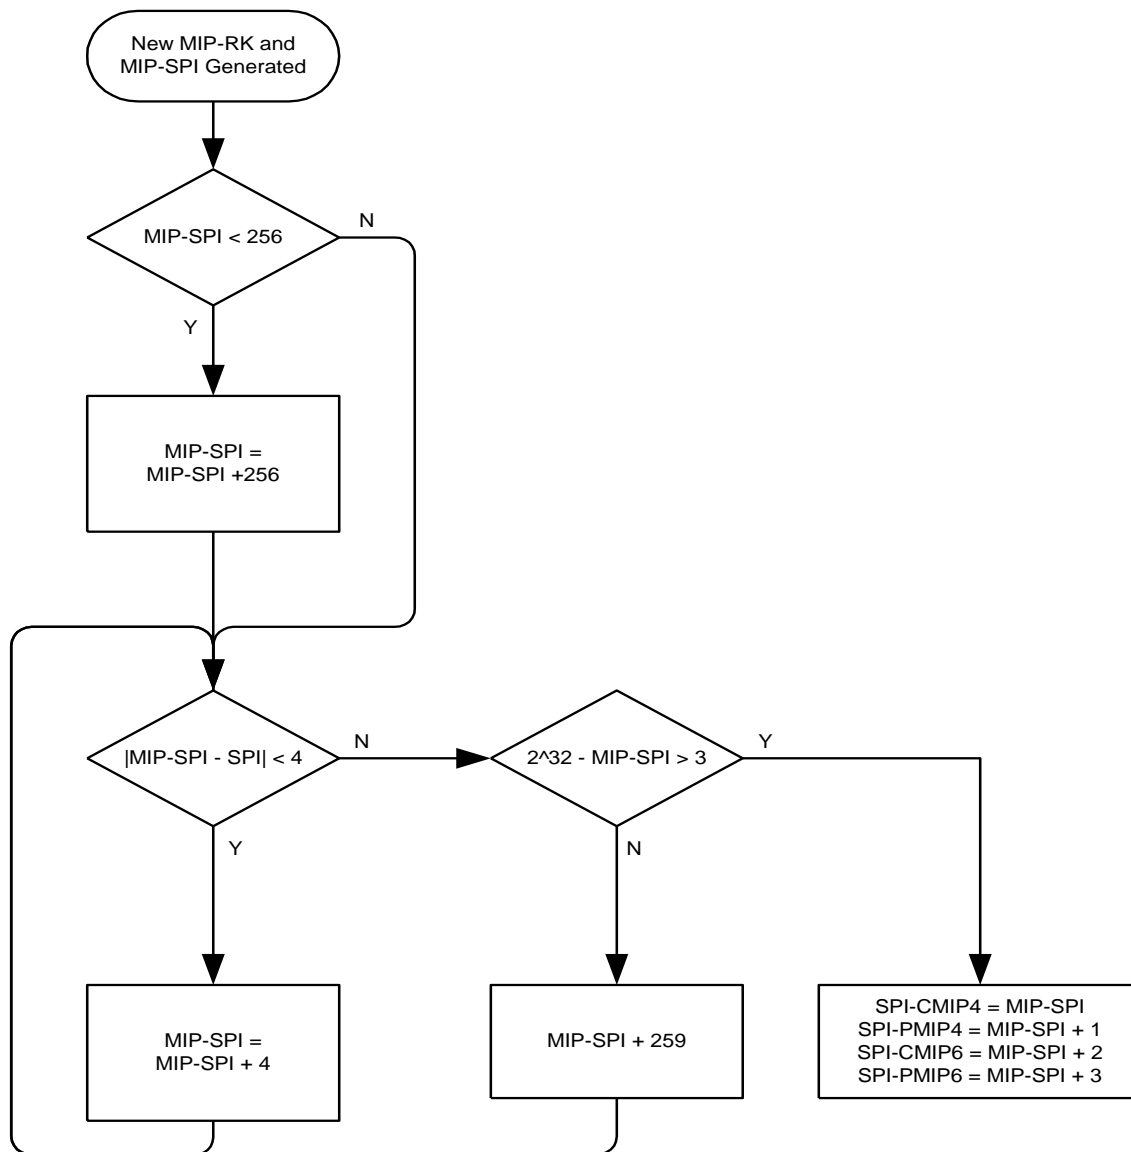 New MIP-RK and
MIP-SPI Generated
MIP-SPI < 256
N
Y
MIP-SPI =
MIP-SPI +256
|MIP-SPI - SPI| < 4
N
2^32 - MIP-SPI > 3
Y
Y
N
MIP-SPI =
MIP-SPI + 4
MIP-SPI + 259
SPI-CMIP4 = MIP-SPI
SPI-PMIP4 = MIP-SPI + 1
SPI-CMIP6 = MIP-SPI + 2
SPI-PMIP6 = MIP-SPI + 3